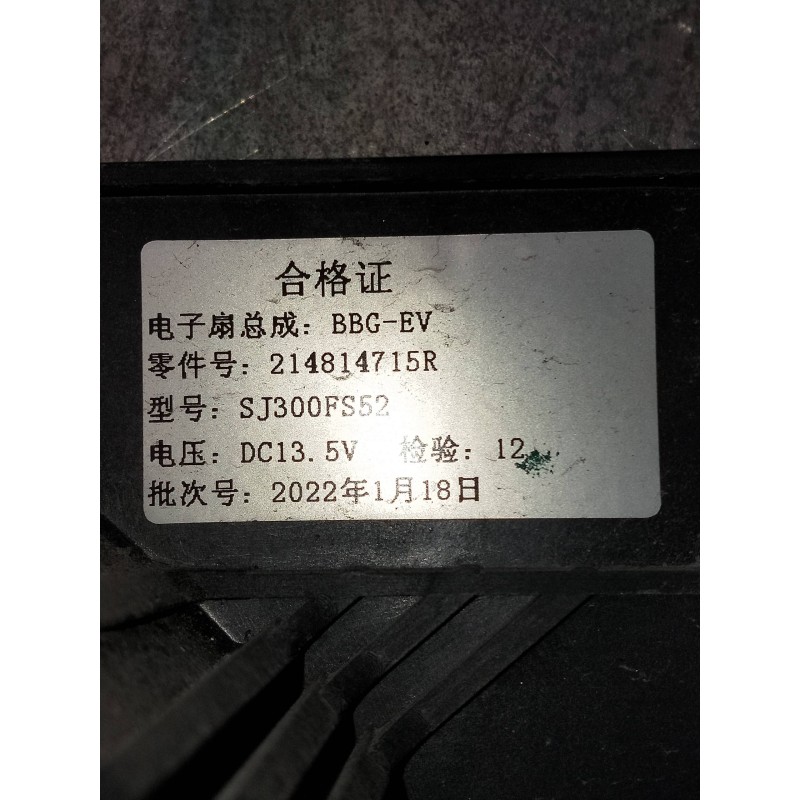 合格证
电子扇总成：BBG-EV
零件号：214814715R
型号：SJ300FS52
电压：DC13.5V 检验：12
批次号：2022年1月18日